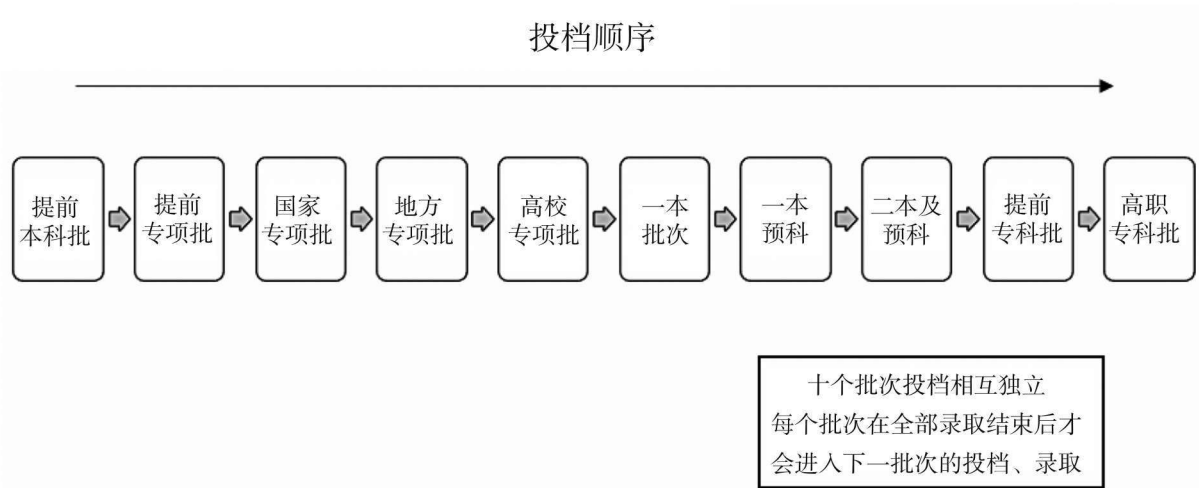 投档顺序
提前
本科批
提前
专项批
国家
专项批
地方
专项批
高校
专项批
一本
批次
一本
预科
二本及
预科
提前
专科批
高职
专科批
十个批次投档相互独立
每个批次在全部录取结束后才
会进入下一批次的投档、录取